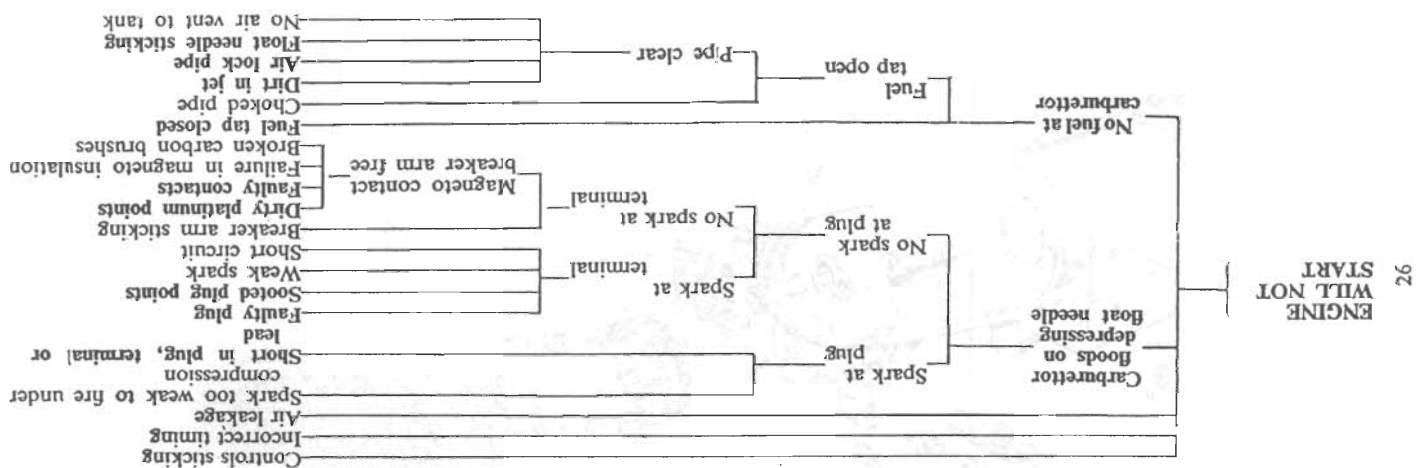 26
ENGINE
WILL NOT
START
Carburettor
floods on
depressing
float needle
No fuel at
carburettor
Spark at
plug
No spark
at plug
Fuel
tap open
Spark at
terminal
No spark at
terminal
Pipe clear
Magneto contact
breaker arm free
Controls sticking
Incorrect timing
Air leakage
Spark too weak to fire under
compression
Short in plug, terminal or
lead
Faulty plug
Sooted plug points
Weak spark
Short circuit
Breaker arm sticking
Dirty platinum points
Faulty contacts
Failure in magneto insulation
Broken carbon brushes
Fuel tap closed
Choked pipe
Dirt in jet
Air lock pipe
Float needle sticking
No air vent to tank